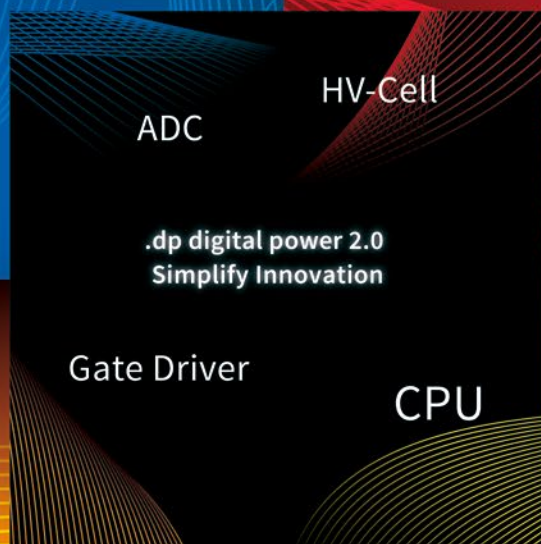 HV-Cell
ADC
.dp digital power 2.0
Simplify Innovation
Gate Driver
CPU